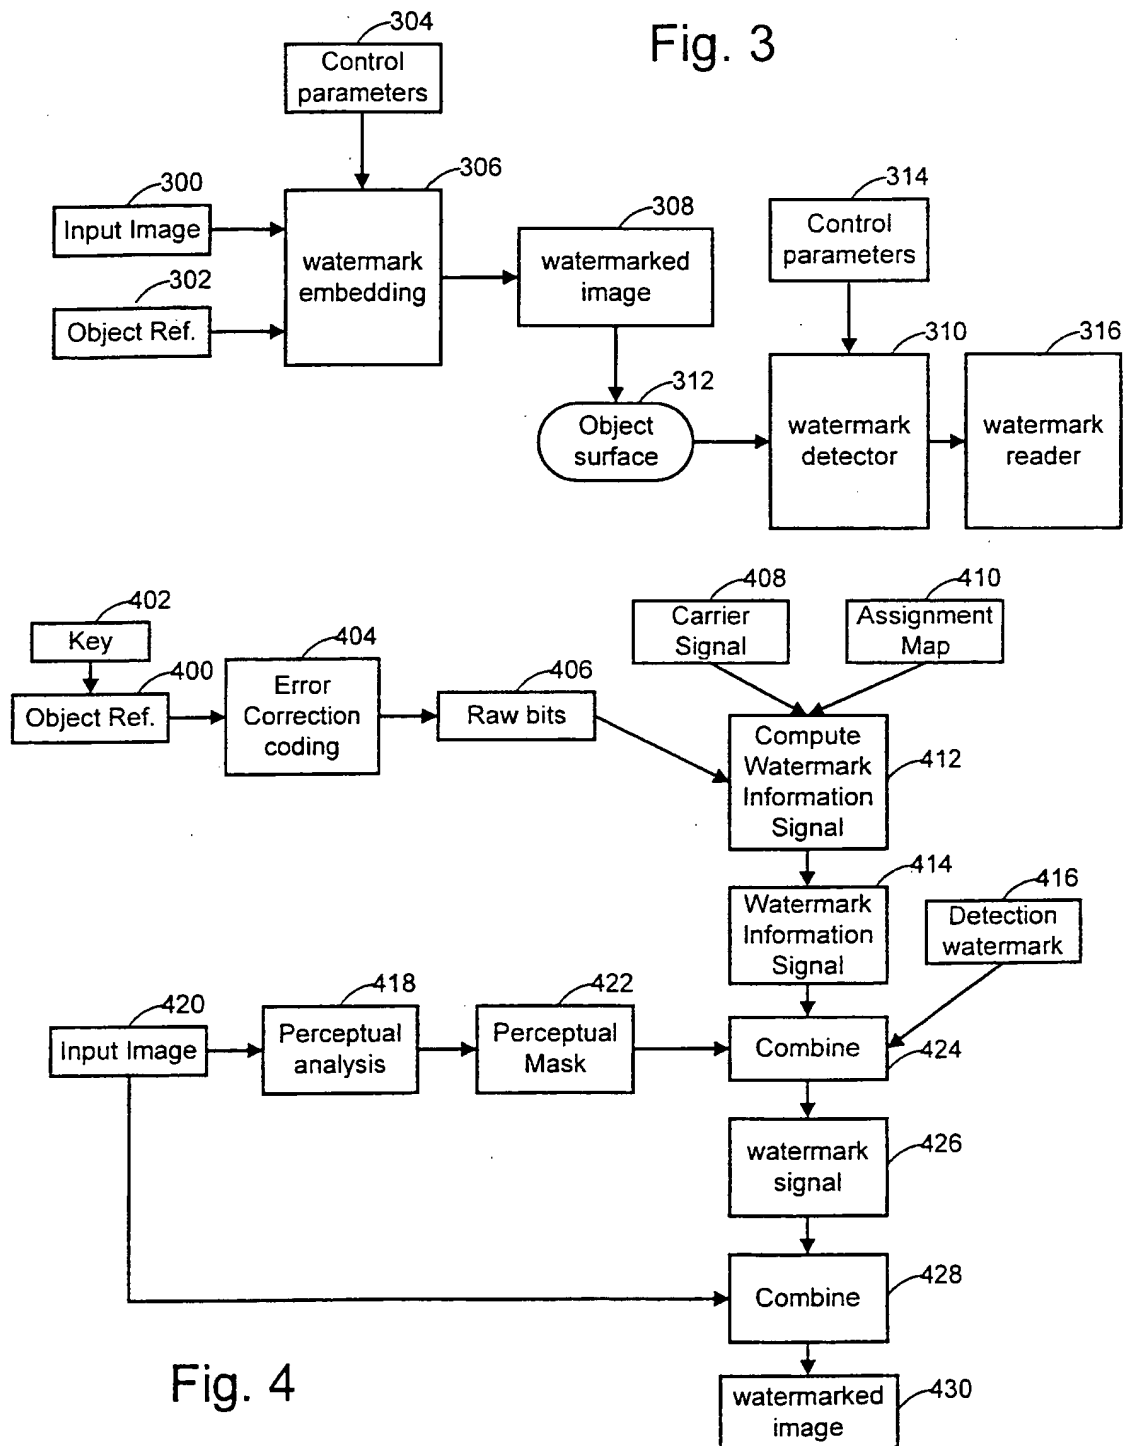 304
Fig. 3
Control
parameters
300
306
Input Image
302
Object Ref.
watermark
embedding
308
watermarked
image
314
Control
parameters
312
Object
surface
310
watermark
detector
316
watermark
reader
402
Key
400
Object Ref.
404
Error
Correction
coding
406
Raw bits
408
Carrier
Signal
410
Assignment
Map
Compute
Watermark
Information
Signal
412
414
Watermark
Information
Signal
416
Detection
watermark
420
Input Image
418
Perceptual
analysis
422
Perceptual
Mask
Combine
424
watermark
signal
426
Combine
428
Fig. 4
watermarked
image
430